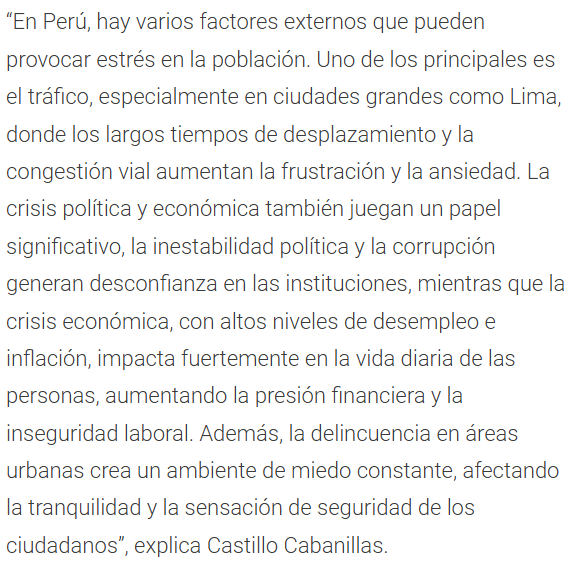 “En Perú, hay varios factores externos que pueden
provocar estrés en la población. Uno de los principales es
el tráfico, especialmente en ciudades grandes como Lima,
donde los largos tiempos de desplazamiento y la
congestión vial aumentan la frustración y la ansiedad. La
crisis política y económica también juegan un papel
significativo, la inestabilidad política y la corrupción
generan desconfianza en las instituciones, mientras que la
crisis económica, con altos niveles de desempleo e
inflación, impacta fuertemente en la vida diaria de las
personas, aumentando la presión financiera y la
inseguridad laboral. Además, la delincuencia en áreas
urbanas crea un ambiente de miedo constante, afectando
la tranquilidad y la sensación de seguridad de los
ciudadanos”, explica Castillo Cabanillas.